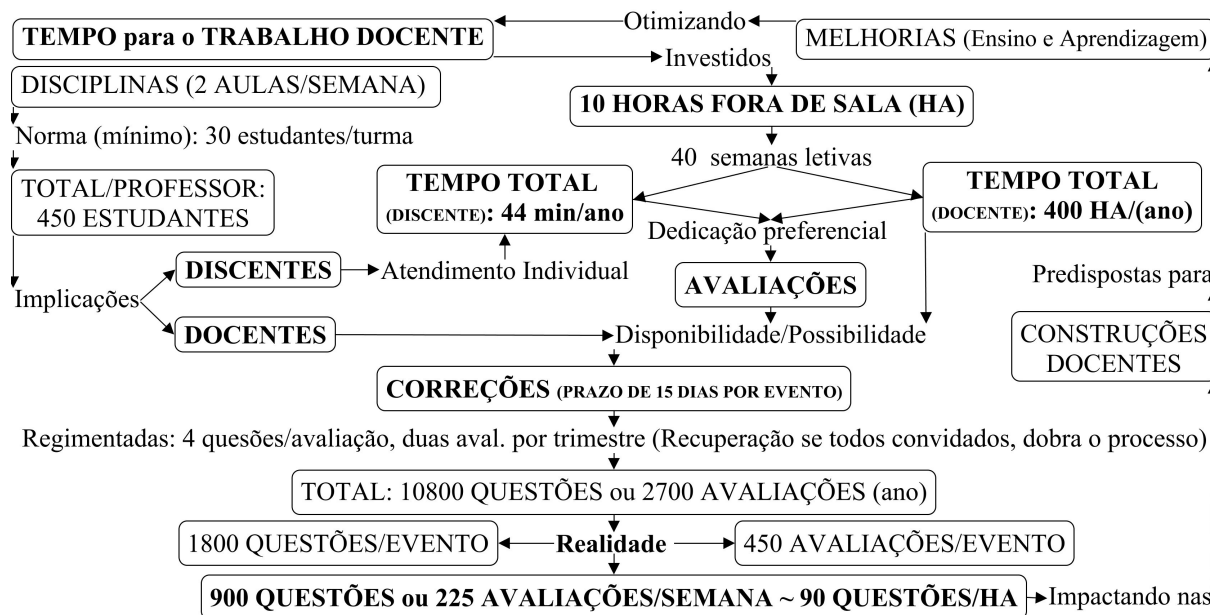 Otimizando
TEMPO para o TRABALHO DOCENTE
MELHORIAS (Ensino e Aprendizagem)
Investidos
DISCIPLINAS (2 AULAS/SEMANA)
10 HORAS FORA DE SALA (HA)
Norma (mínimo): 30 estudantes/turma
40 semanas letivas
TOTAL/PROFESSOR:
450 ESTUDANTES
TEMPO TOTAL
(DISCENTE): 44 min/ano
TEMPO TOTAL
(DOCENTE): 400 HA/(ano)
Dedicação preferencial
DISCENTES
Atendimento Individual
AVALIAÇÕES
Predispostas para
Implicações
DOCENTES
Disponibilidade/Possibilidade
CONSTRUÇÕES
DOCENTES
CORREÇÕES (PRAZO DE 15 DIAS POR EVENTO)
Regimentadas: 4 quesões/avaliação, duas aval. por trimestre (Recuperação se todos convidados, dobra o processo)
TOTAL: 10800 QUESTÕES ou 2700 AVALIAÇÕES (ano)
1800 QUESTÕES/EVENTO
Realidade
450 AVALIAÇÕES/EVENTO
900 QUESTÕES ou 225 AVALIAÇÕES/SEMANA ~ 90 QUESTÕES/HA
Impactando nas